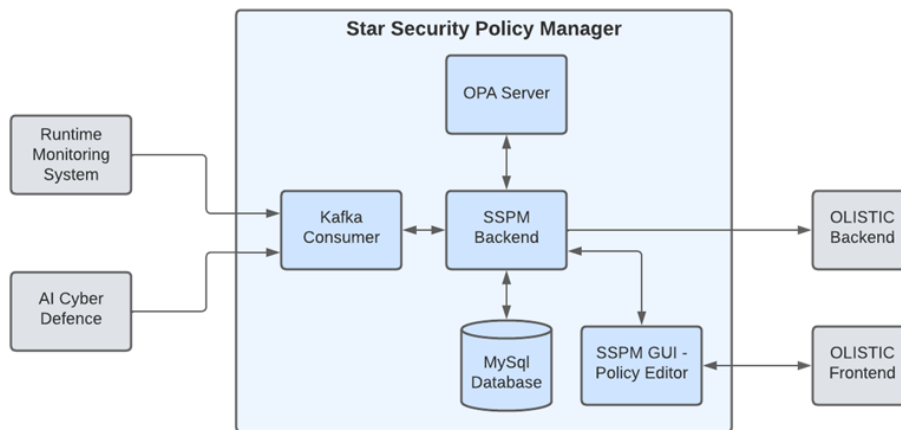 Star Security Policy Manager
OPA Server
Runtime
Monitoring
System
Kafka
Consumer
SSPM
Backend
OLISTIC
Backend
AI Cyber
Defence
MySql
Database
SSPM GUI -
Policy Editor
OLISTIC
Frontend